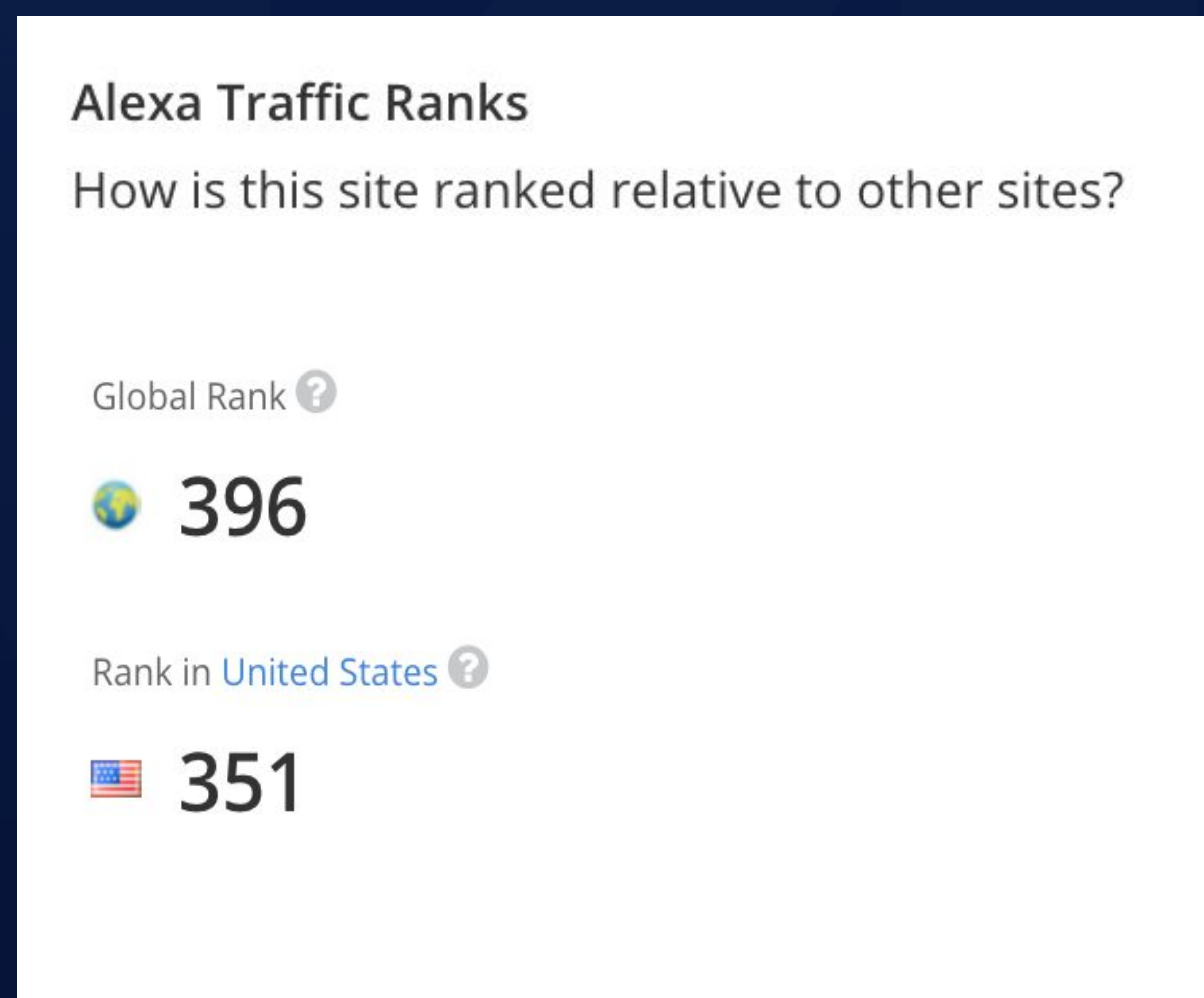 Alexa Traffic Ranks
How is this site ranked relative to other sites?
Global Rank ?
396
Rank in United States ?
351